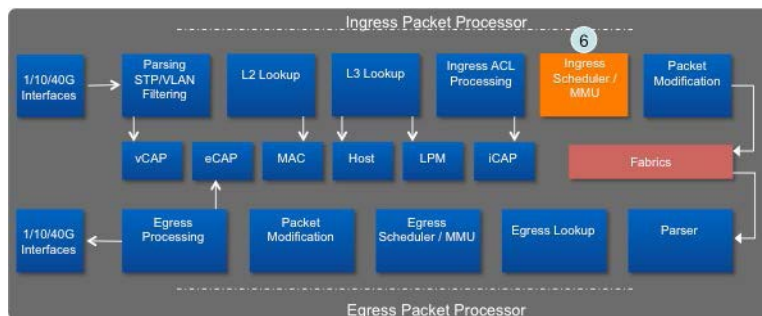 Ingress Packet Processor
6
1/10/40G
Interfaces
Parsing
STP/VLAN
Filtering
L2 Lookup
L3 Lookup
Ingress ACL
Processing
Ingress
Scheduler /
MMU
Packet
Modification
vCAP
eCAP
MAC
Host
LPM
iCAP
Fabrics
1/10/40G
Interfaces
Egress
Processing
Packet
Modification
Egress
Scheduler / MMU
Egress Lookup
Parser
Egress Packet Processor